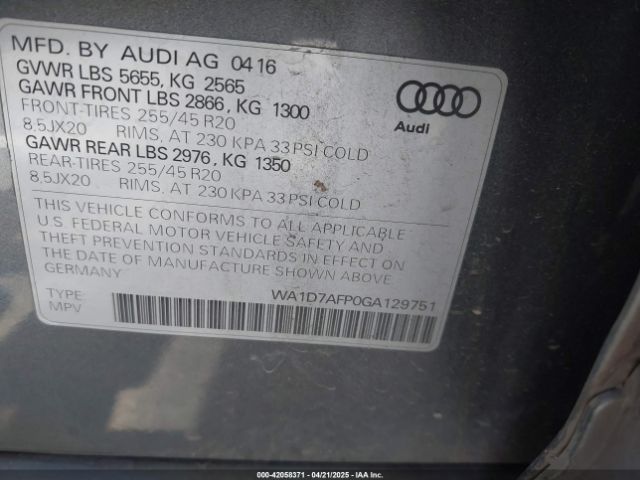 MFD. BY AUDI AG 04 16
GVWR LBS 5655, KG 2565
GAWR FRONT LBS 2866, KG 1300
FRONT-TIRES 255/45 R20
8.5JX20 RIMS, AT 230 KPA 33 PSI COLD
GAWR REAR LBS 2976, KG 1350
REAR-TIRES 255/45 R20
8.5JX20 RIMS, AT 230 KPA 33 PSI COLD
THIS VEHICLE CONFORMS TO ALL APPLICABLE
U.S. FEDERAL MOTOR VEHICLE SAFETY AND
THEFT PREVENTION STANDARDS IN EFFECT ON
THE DATE OF MANUFACTURE SHOWN ABOVE
GERMANY
TYPE
MPV
WA1D7AFP0GA129751
Audi
000-42058371 - 04/21/2025 - IAA Inc.